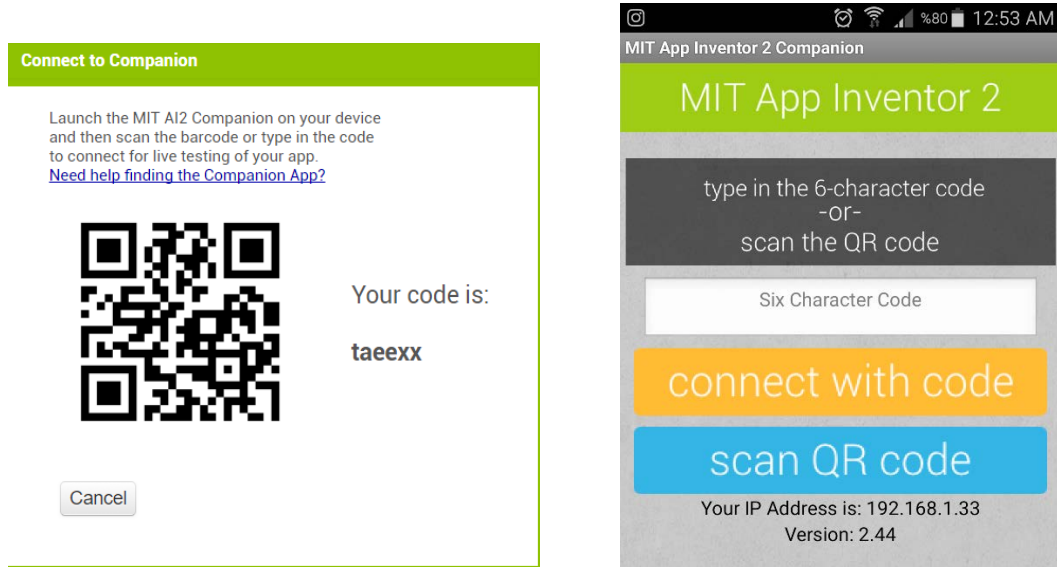 Connect to Companion
Launch the MIT AI2 Companion on your device
and then scan the barcode or type in the code
to connect for live testing of your app.
Need help finding the Companion App?
Your code is:
taeexx
Cancel
%80 12:53 AM
MIT App Inventor 2 Companion
MIT App Inventor 2
type in the 6-character code
-or-
scan the QR code
Six Character Code
connect with code
scan QR code
Your IP Address is: 192.168.1.33
Version: 2.44